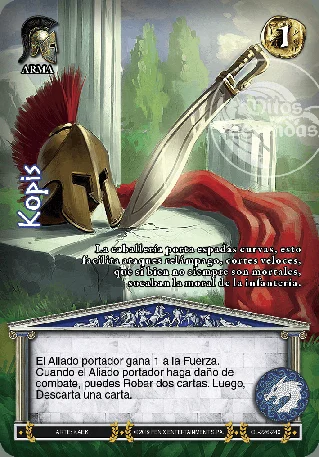 1
ARMA
Mitos
Leyendas
Kopis
La caballería porta espadas curvas, esto
facilita ataques relámpago, cortes veloces,
que si bien no siempre son mortales,
socaban la moral de la infantería.
El Aliado portador gana 1 a la Fuerza.
Cuando el Aliado portador haga daño de
combate, puedes Robar dos cartas. Luego,
Descarta una carta.